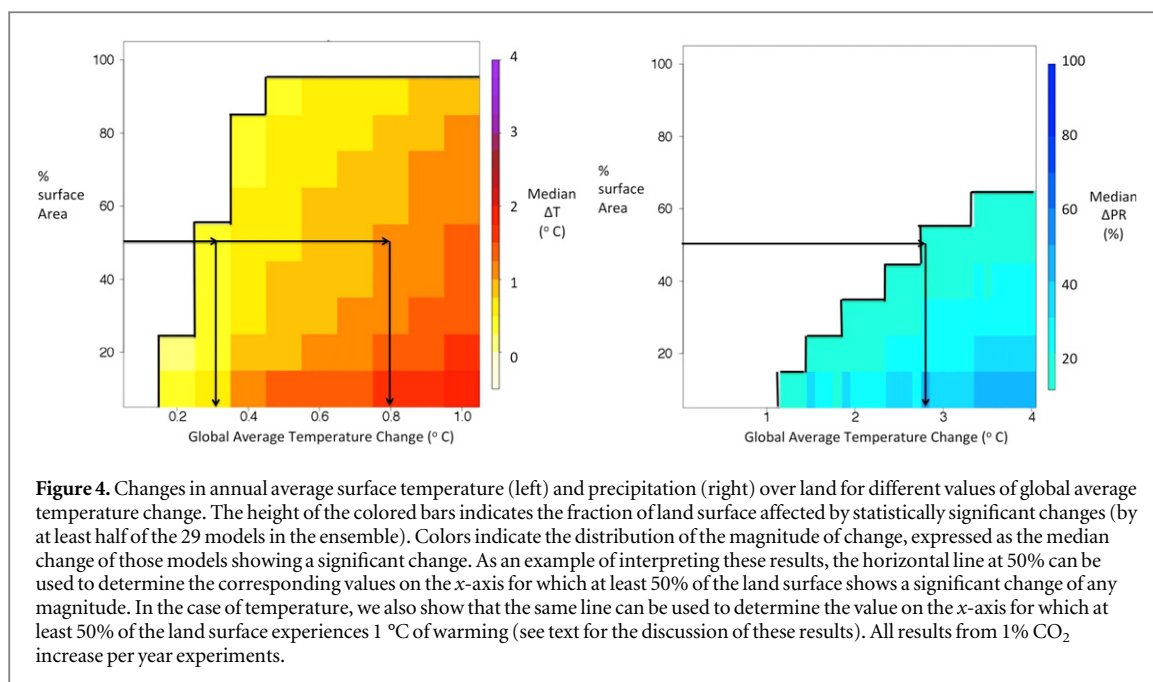 100
80
%
surface
Area
60
40
20
0.2
0.4
0.6
0.8
1.0
Global Average Temperature Change (° C)
4
3
Median
ΔT
(° C)
2
1
0
100
80
%
surface
Area
60
40
20
1
2
3
4
Global Average Temperature Change (° C)
100
80
Median
ΔPR
(%)
60
40
20
Figure 4. Changes in annual average surface temperature (left) and precipitation (right) over land for different values of global average
temperature change. The height of the colored bars indicates the fraction of land surface affected by statistically significant changes (by
at least half of the 29 models in the ensemble). Colors indicate the distribution of the magnitude of change, expressed as the median
change of those models showing a significant change. As an example of interpreting these results, the horizontal line at 50% can be
used to determine the corresponding values on the x-axis for which at least 50% of the land surface shows a significant change of any
magnitude. In the case of temperature, we also show that the same line can be used to determine the value on the x-axis for which at
least 50% of the land surface experiences 1 °C of warming (see text for the discussion of these results). All results from 1% CO₂
increase per year experiments.